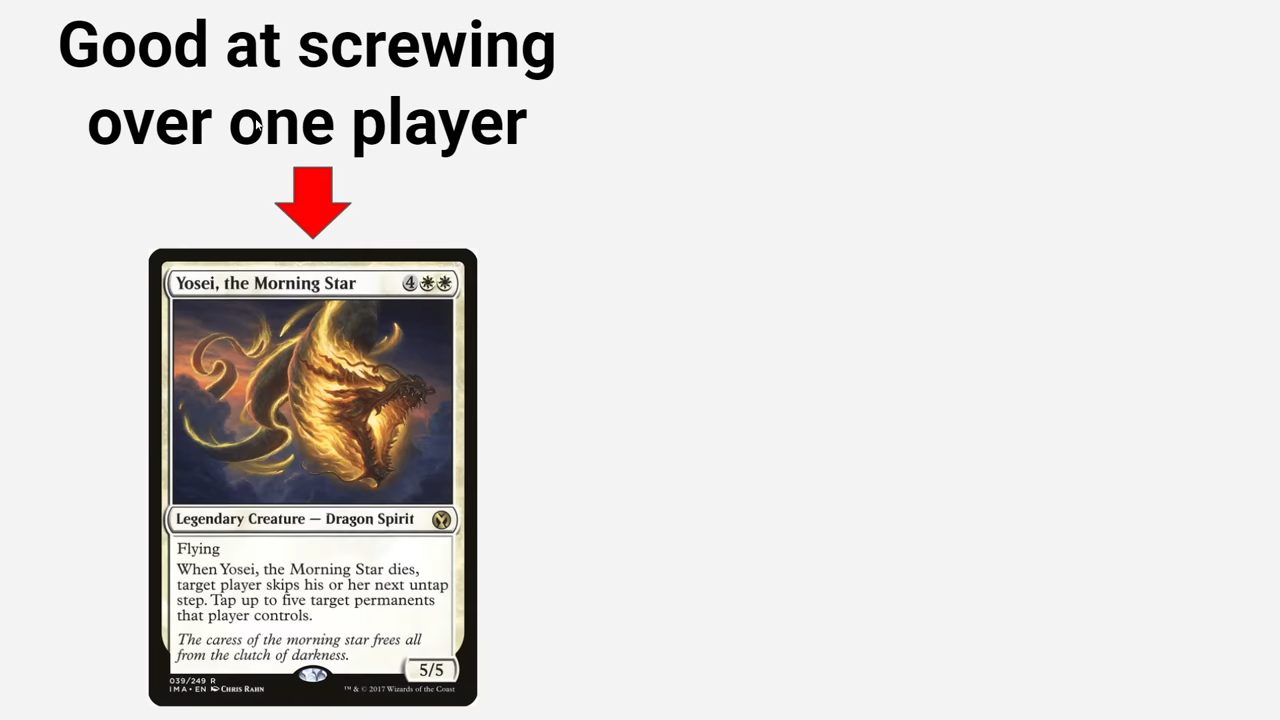 Good at screwing
over one player
Yosei, the Morning Star 4
Legendary Creature — Dragon Spirit
Flying
When Yosei, the Morning Star dies,
target player skips his or her next untap
step. Tap up to five target permanents
that player controls.
The caress of the morning star frees all
from the clutch of darkness.
5/5
039/249 R
IMA • EN Chris Rahn
™ & © 2017 Wizards of the Coast